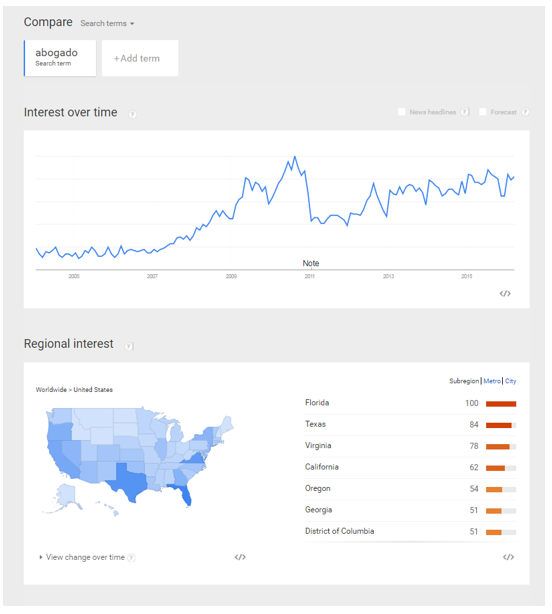 Compare Search terms
abogado
Search term
+Add term
Interest over time ?
News headlines ? Forecast ?
Note
2005 2007 2009 2011 2013 2015
</>
Regional interest ?
Subregion | Metro | City
Worldwide > United States
Florida 100
Texas 84
Virginia 78
California 62
Oregon 54
Georgia 51
District of Columbia 51
View change over time ? </> </>